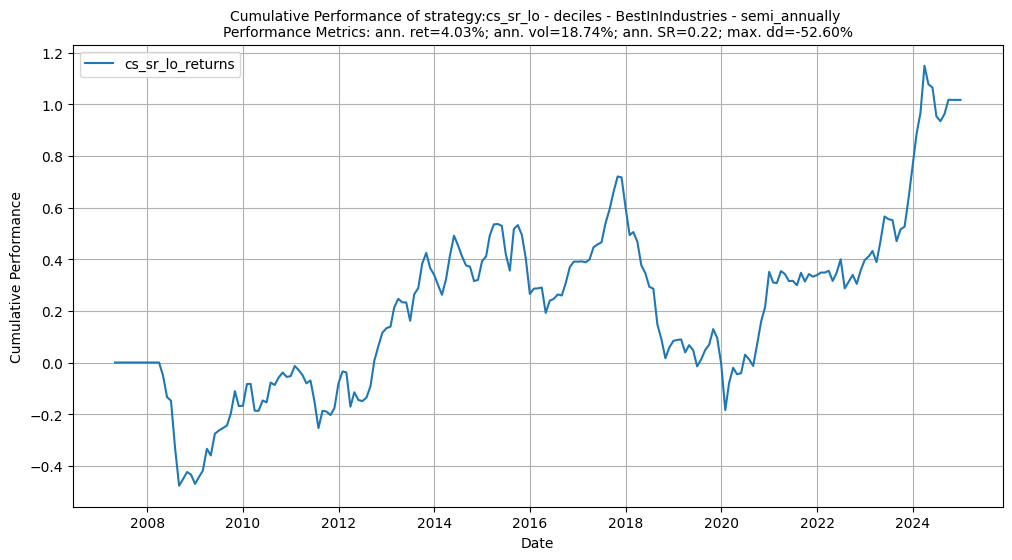 Cumulative Performance of strategy:cs_sr_lo - deciles - BestInIndustries - semi_annually
Performance Metrics: ann. ret=4.03%; ann. vol=18.74%; ann. SR=0.22; max. dd=-52.60%
cs_sr_lo_returns
Cumulative Performance
1.2
1.0
0.8
0.6
0.4
0.2
0.0
−0.2
−0.4
2008 2010 2012 2014 2016 2018 2020 2022 2024
Date